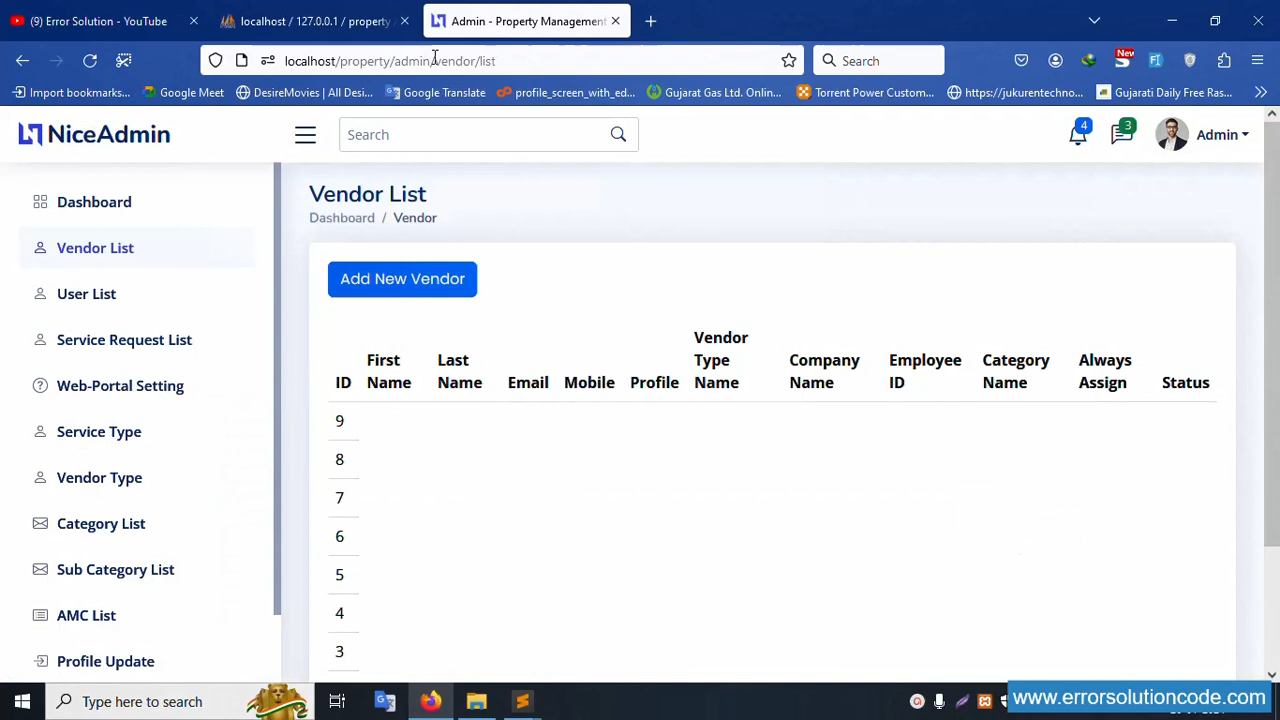 (9) Error Solution - YouTube
localhost / 127.0.0.1 / property
Admin - Property Management
localhost/property/admin/vendor/list
Search
New
Import bookmarks...
Google Meet
DesireMovies | All Desi...
Google Translate
profile_screen_with_ed...
Gujarat Gas Ltd. Onlin...
Torrent Power Custom...
https://jukurentechno...
Gujarati Daily Free Ras...
NiceAdmin
Search
4
3
Admin
Dashboard
Vendor List
User List
Service Request List
Web-Portal Setting
Service Type
Vendor Type
Category List
Sub Category List
AMC List
Profile Update
Vendor List
Dashboard / Vendor
Add New Vendor
ID
First Name
Last Name
Email
Mobile
Profile
Vendor Type Name
Company Name
Employee ID
Category Name
Always Assign
Status
9
8
7
6
5
4
3
Type here to search
www.errorsolutioncode.com